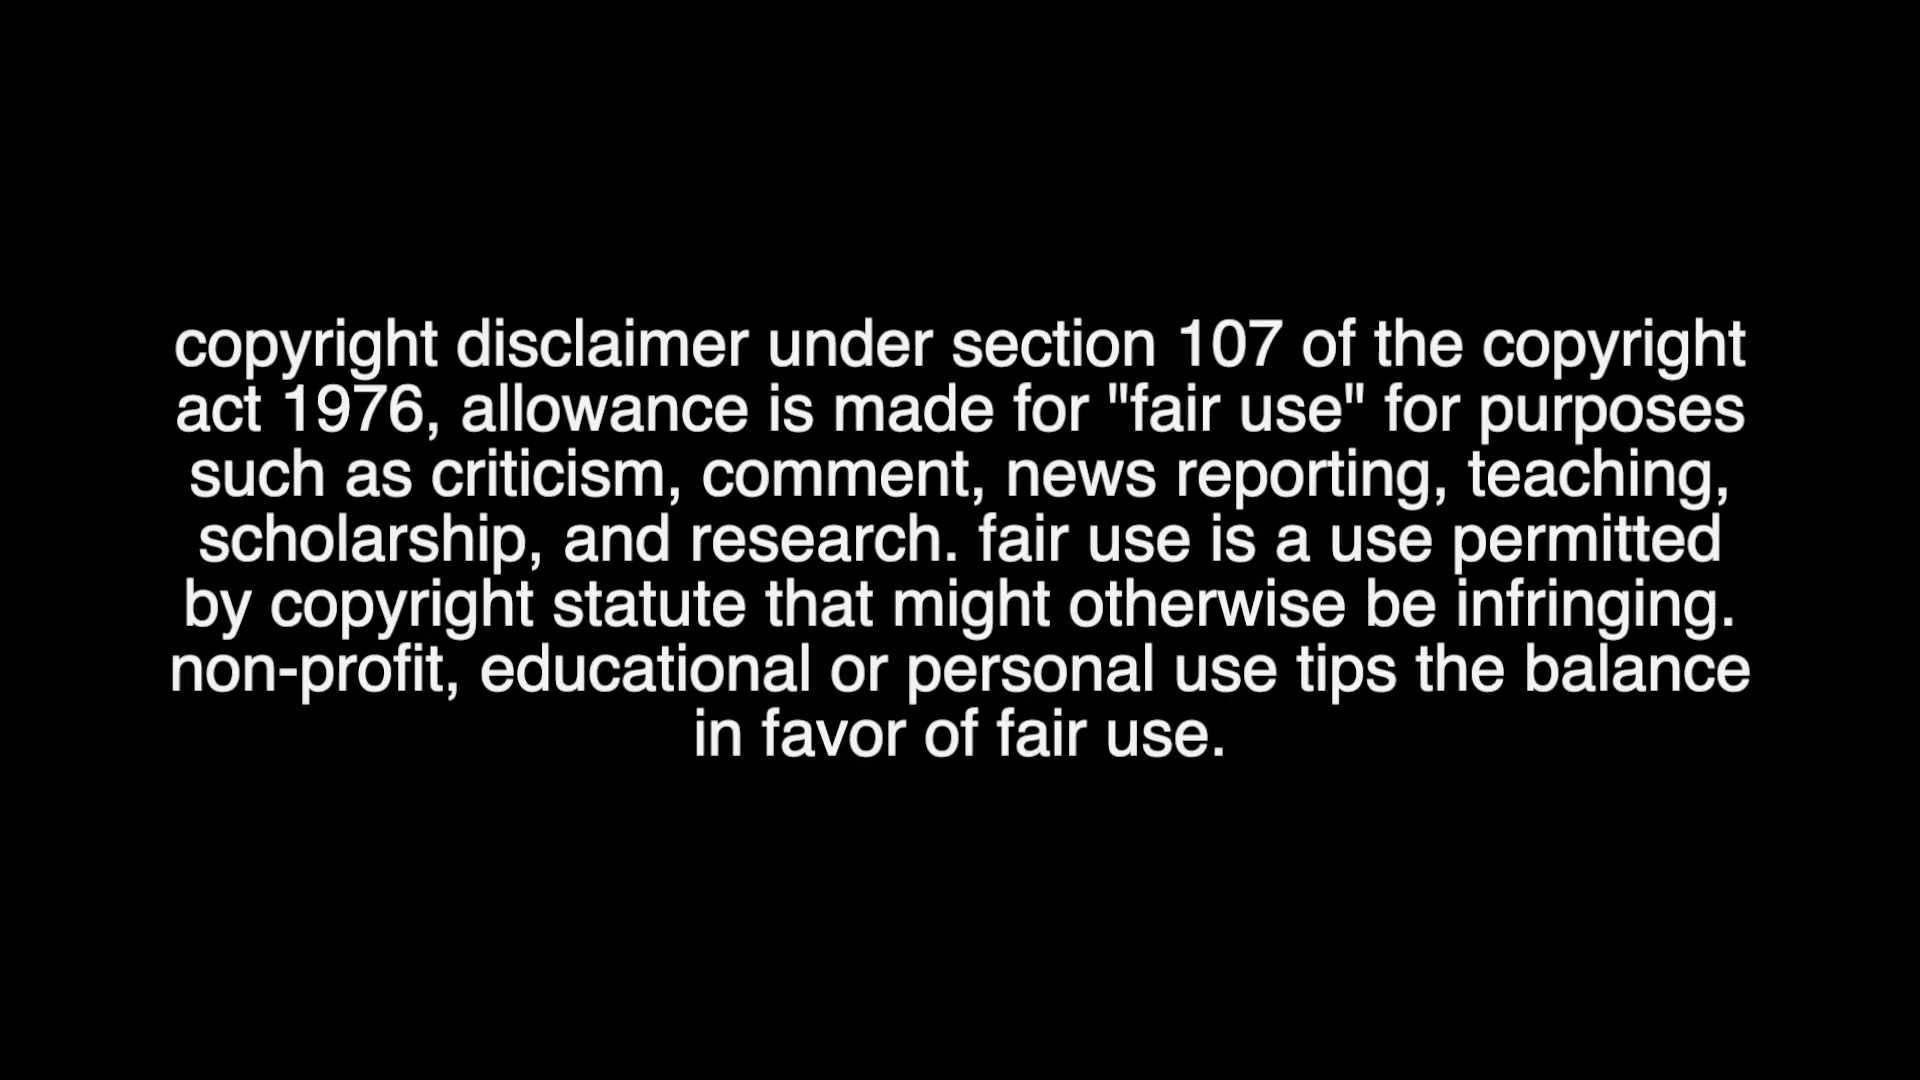 copyright disclaimer under section 107 of the copyright
act 1976, allowance is made for "fair use" for purposes
such as criticism, comment, news reporting, teaching,
scholarship, and research. fair use is a use permitted
by copyright statute that might otherwise be infringing.
non-profit, educational or personal use tips the balance
in favor of fair use.